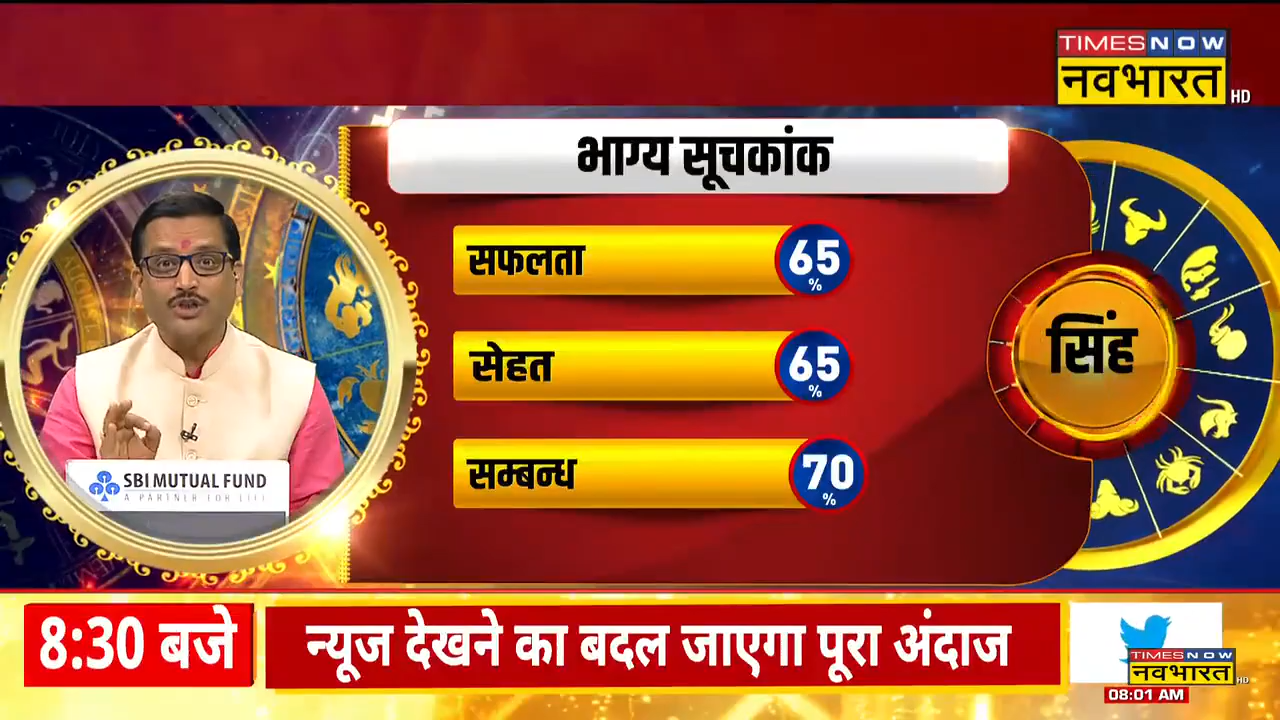 TIMES NOW
नवभारत
HD
भाग्य सूचकांक
सफलता
65
%
सेहत
65
%
सम्बन्ध
70
%
सिंह
SBI MUTUAL FUND
A PARTNER FOR LIFE
8:30 बजे
न्यूज देखने का बदल जाएगा पूरा अंदाज
TIMES NOW
नवभारत
HD
08:01 AM